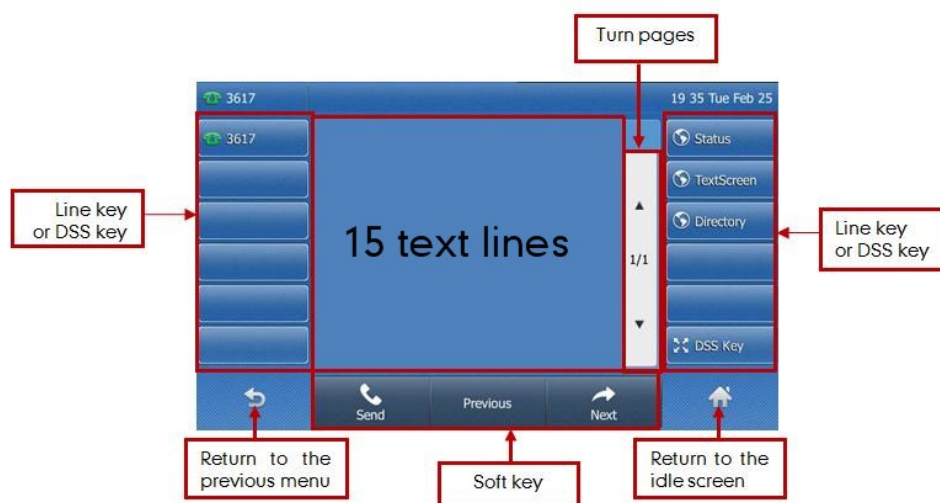 Turn pages
3617
19 35 Tue Feb 25
3617
Status
TextScreen
Line key
or DSS key
Directory
Line key
or DSS key
15 text lines
1/1
DSS Key
Send
Previous
Next
Return to the
previous menu
Soft key
Return to the
idle screen